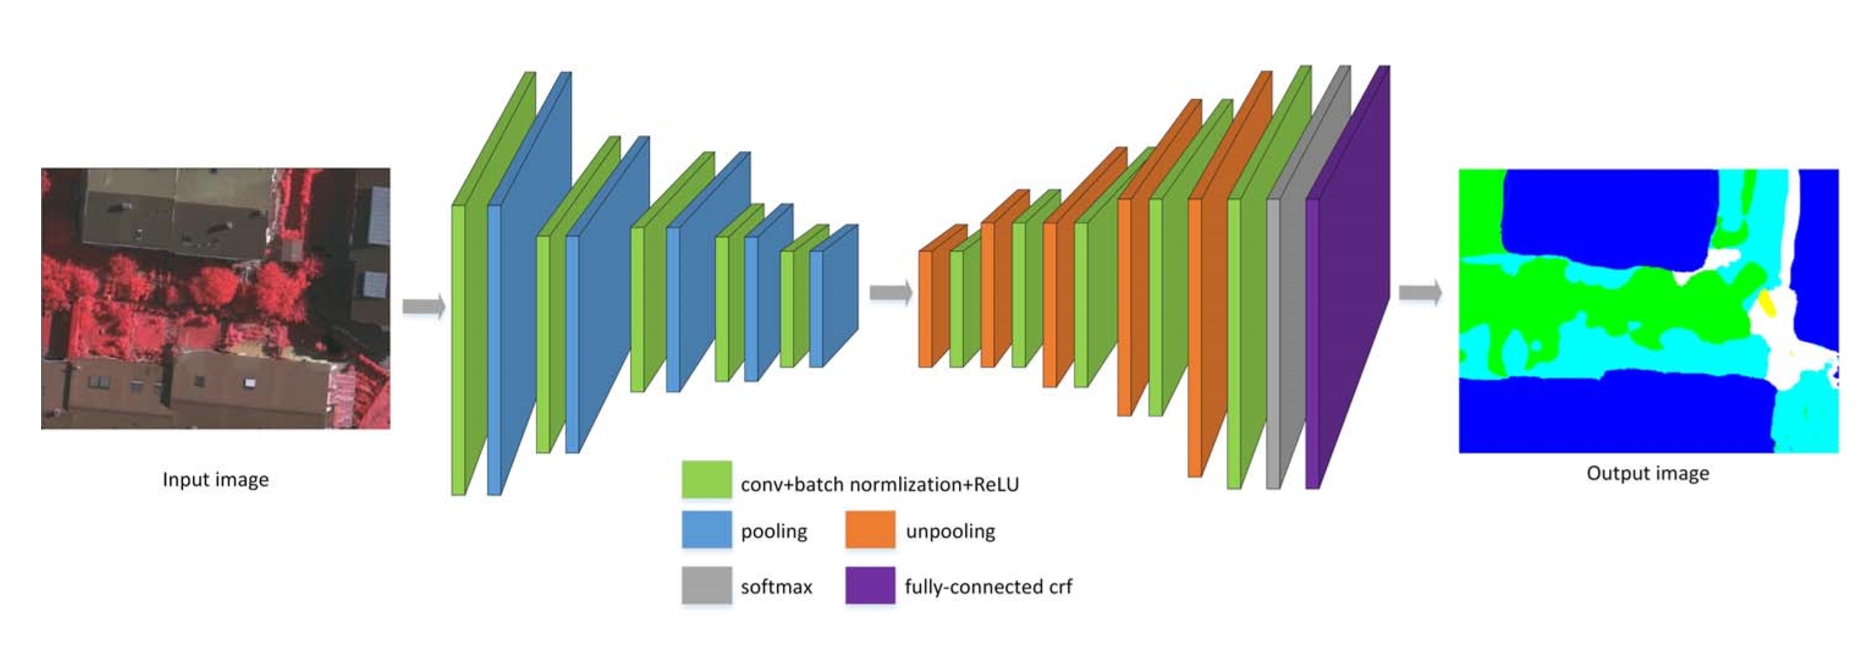 Input image
conv+batch normlization+ReLU
pooling
unpooling
softmax
fully-connected crf
Output image